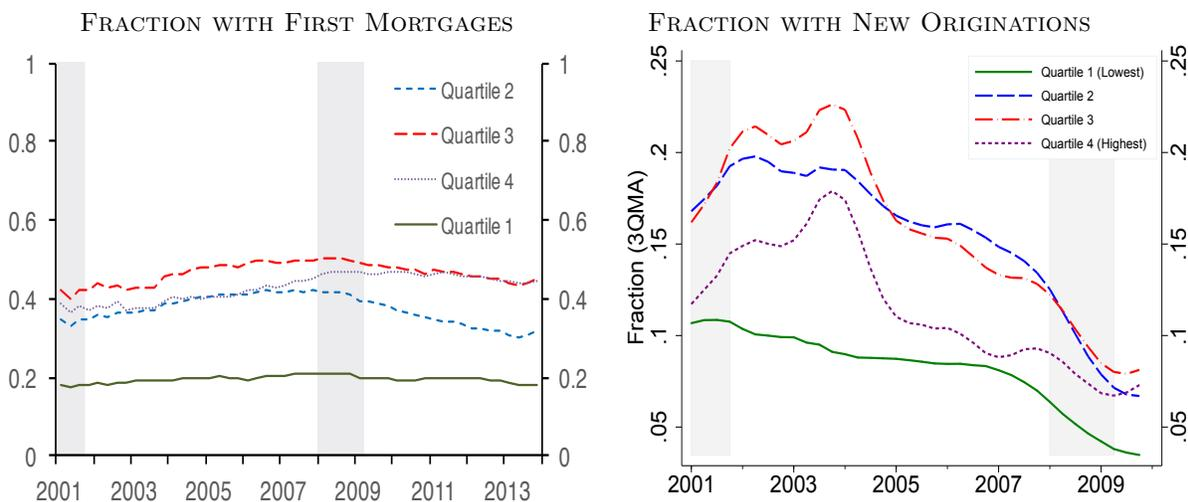 FRACTION WITH FIRST MORTGAGES
1
0.8
0.6
0.4
0.2
0
1
0.8
0.6
0.4
0.2
0
Quartile 2
Quartile 3
Quartile 4
Quartile 1
2001 2003 2005 2007 2009 2011 2013
FRACTION WITH NEW ORIGINATIONS
Fraction (3QMA)
.25
.2
.15
.1
.05
.25
.2
.15
.1
.05
Quartile 1 (Lowest)
Quartile 2
Quartile 3
Quartile 4 (Highest)
2001 2003 2005 2007 2009